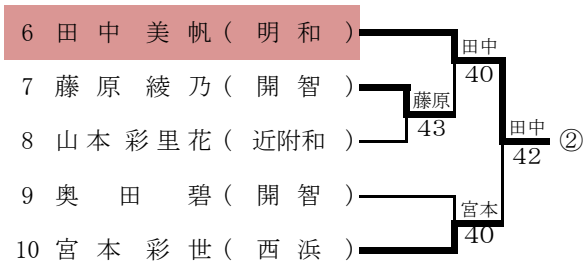 6 田中美帆(明和)
7 藤原綾乃(開智)
8 山本彩里花(近附和)
9 奥田碧(開智)
10 宮本彩世(西浜)
藤原
43
田中
40
宮本
40
田中
42
②